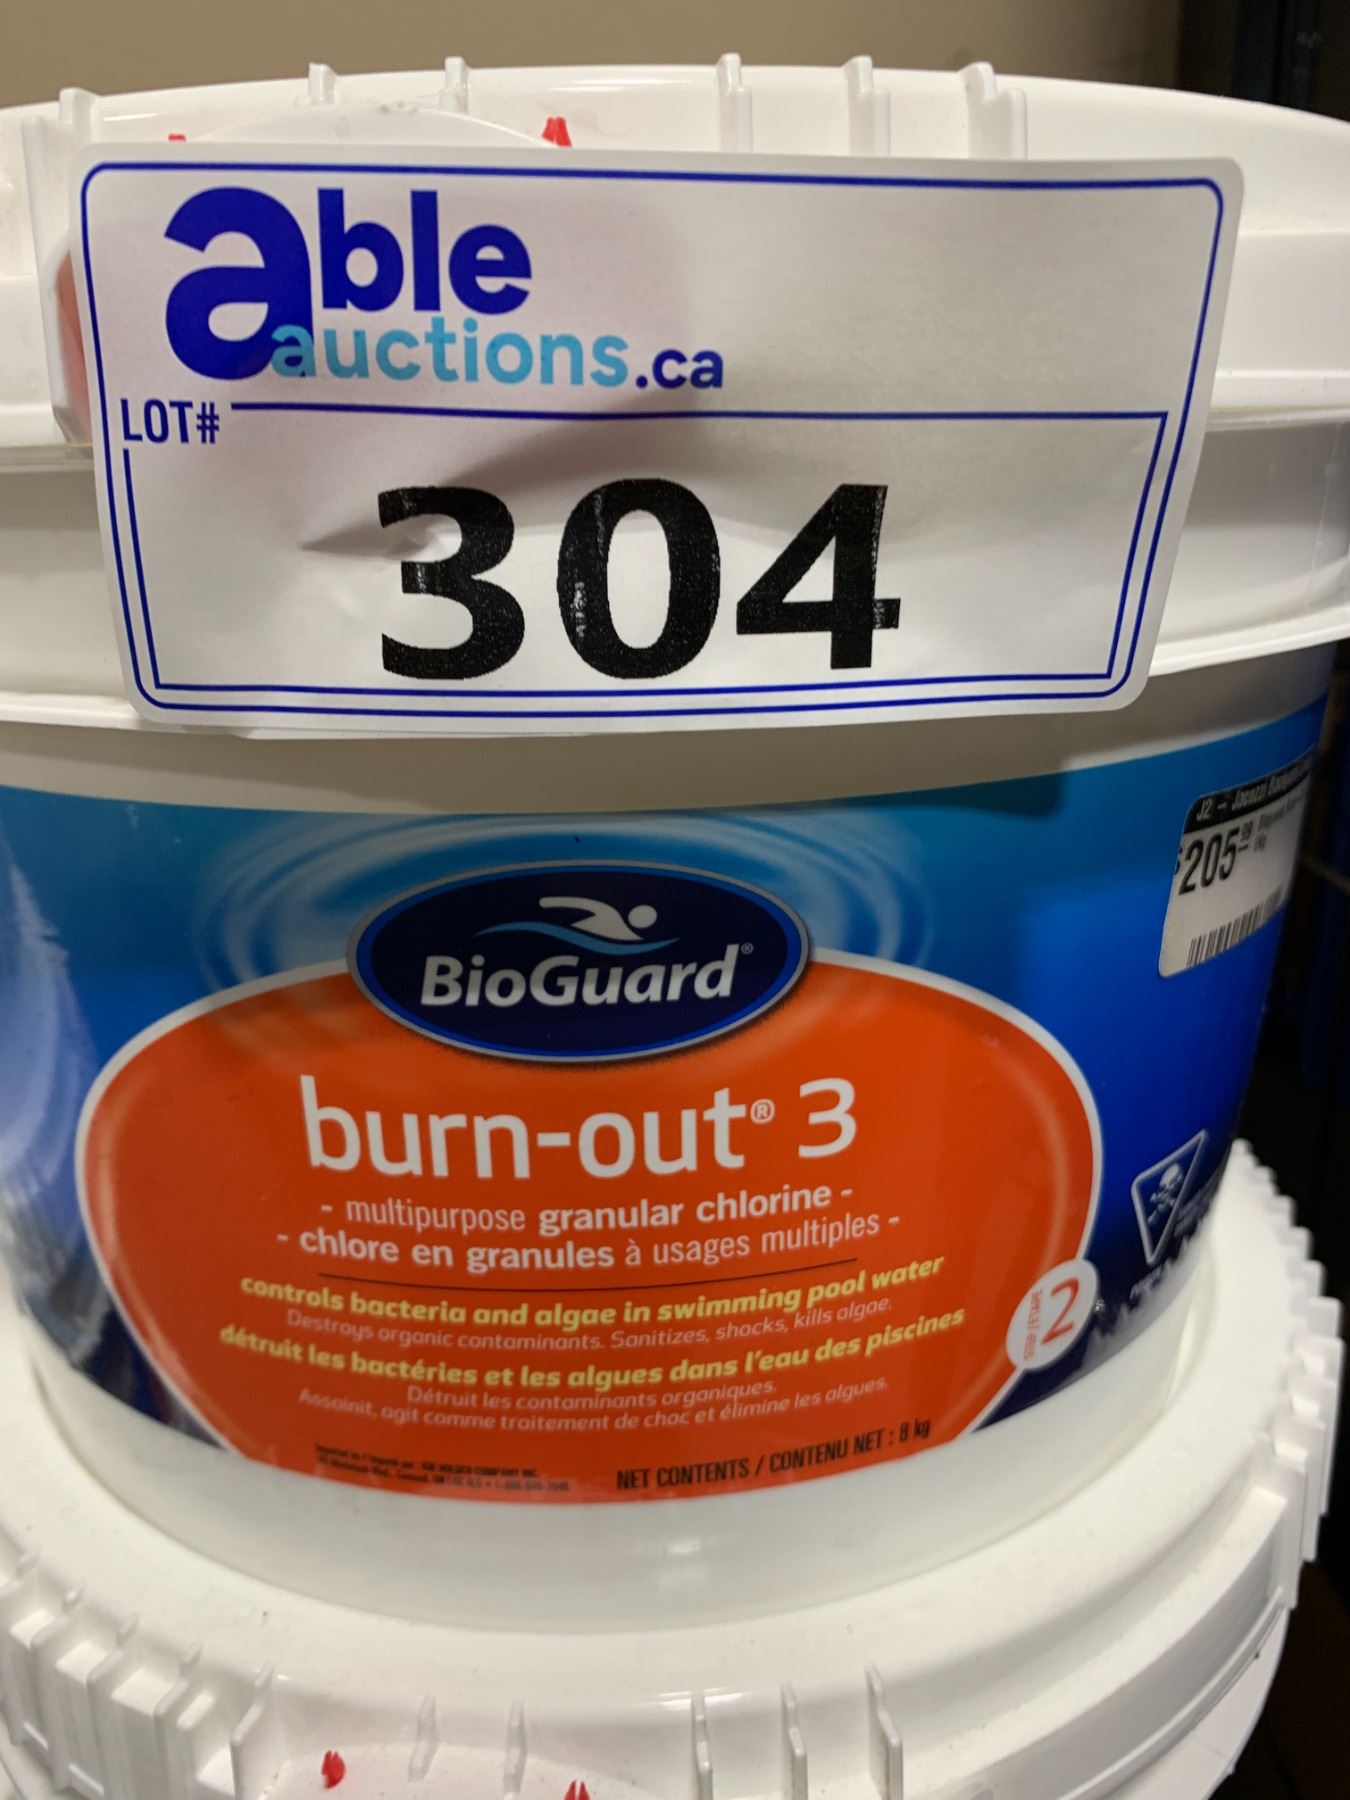 able
auctions.ca
LOT#
304
J2 - Jacuzzi
$205.99
BioGuard®
burn-out® 3
- multipurpose granular chlorine -
- chlore en granules à usages multiples -
controls bacteria and algae in swimming pool water
Destroys organic contaminants. Sanitizes, shocks, kills algae.
détruit les bactéries et les algues dans l'eau des piscines
Détruit les contaminants organiques.
Assainit, agit comme traitement de choc et élimine les algues.
2
NET CONTENTS / CONTENU NET : 8 kg